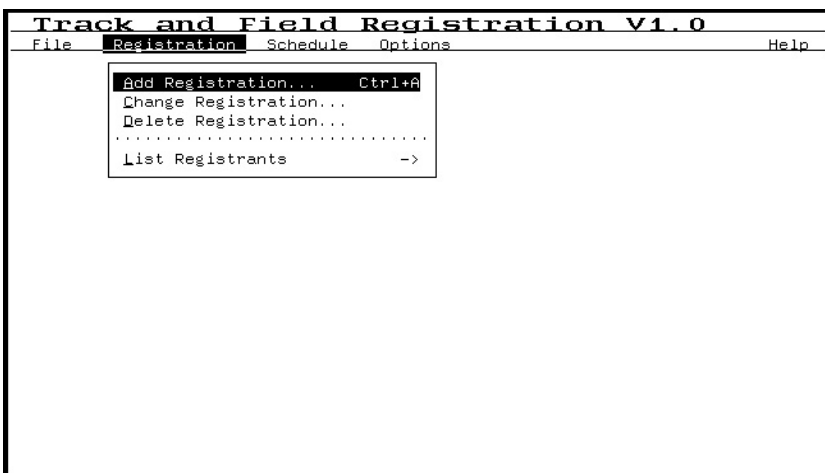 Track and Field Registration V1.0
File Registration Schedule Options Help
Add Registration... Ctrl+A
Change Registration...
Delete Registration...
List Registrants ->